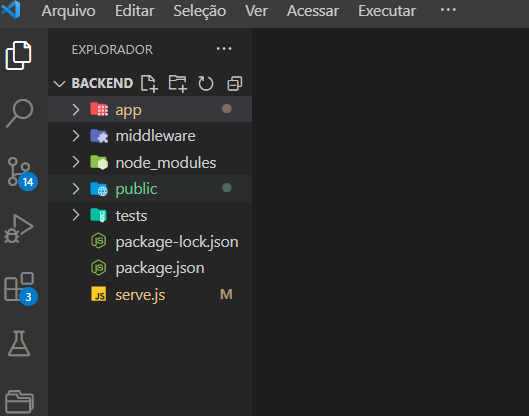 Arquivo Editar Seleção Ver Acessar Executar ...
EXPLORADOR ...
BACKEND
app
middleware
node_modules
14
public
tests
package-lock.json
package.json
3
JS serve.js M